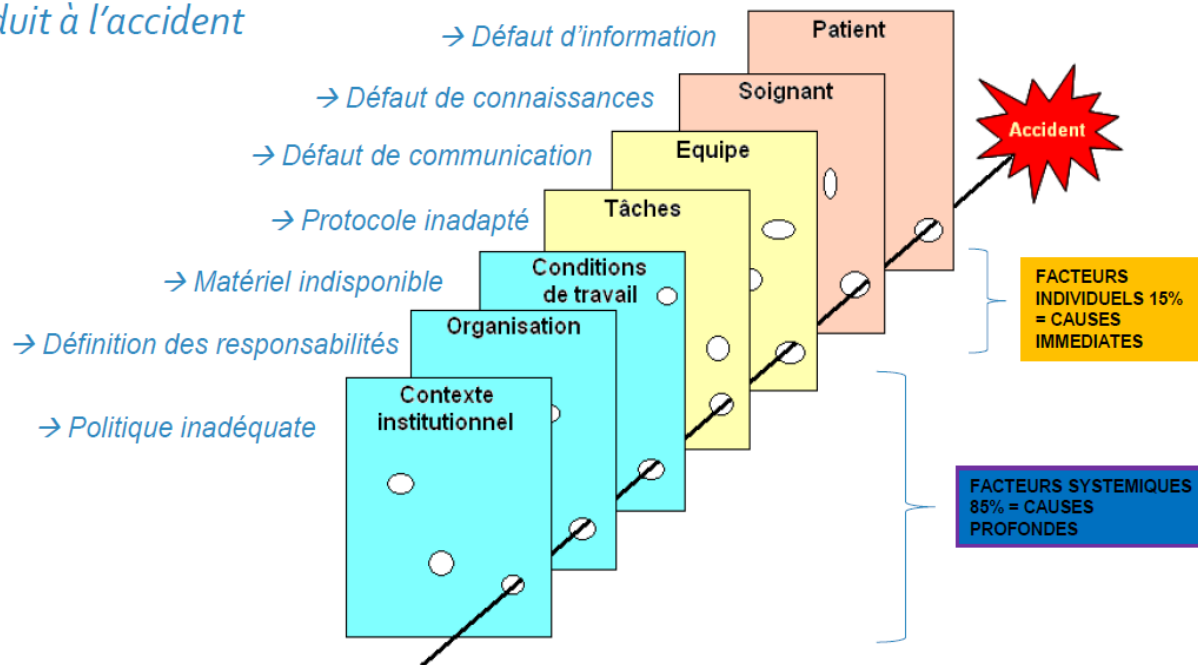 duit à l'accident
→ Défaut d'information
Patient
→ Défaut de connaissances
Soignant
Accident
→ Défaut de communication
Equipe
→ Protocole inadapté
Tâches
→ Matériel indisponible
Conditions
de travail
→ Définition des responsabilités
Organisation
→ Politique inadéquate
Contexte
institutionnel
FACTEURS
INDIVIDUELS 15%
= CAUSES
IMMEDIATES
FACTEURS SYSTEMIQUES
85% = CAUSES
PROFONDES